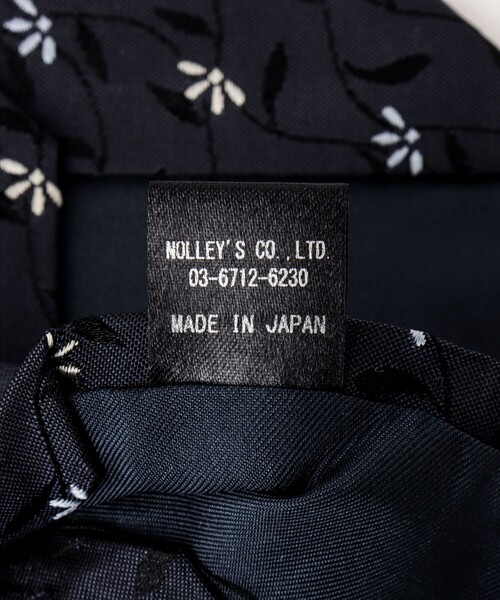 NOLLEY'S CO.,LTD.
03-6712-6230
MADE IN JAPAN